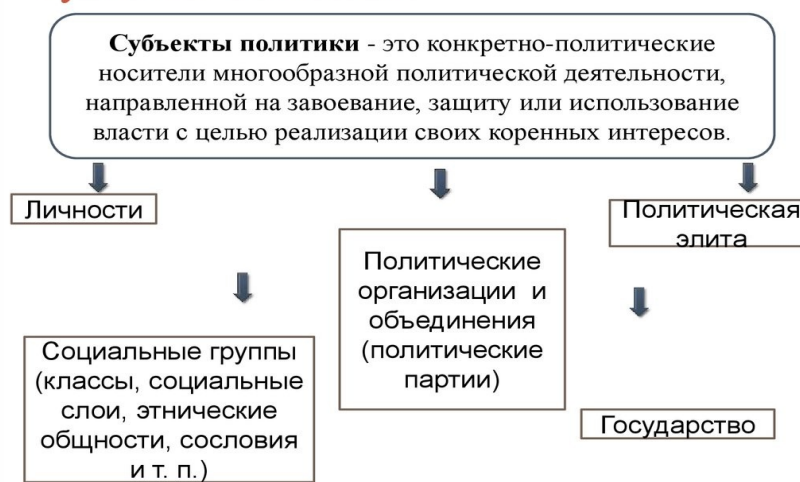 Субъекты политики - это конкретно-политические
носители многообразной политической деятельности,
направленной на завоевание, защиту или использование
власти с целью реализации своих коренных интересов.
Личности
Политическая
элита
Политические
организации и
объединения
(политические
партии)
Социальные группы
(классы, социальные
слои, этнические
общности, сословия
и т. п.)
Государство